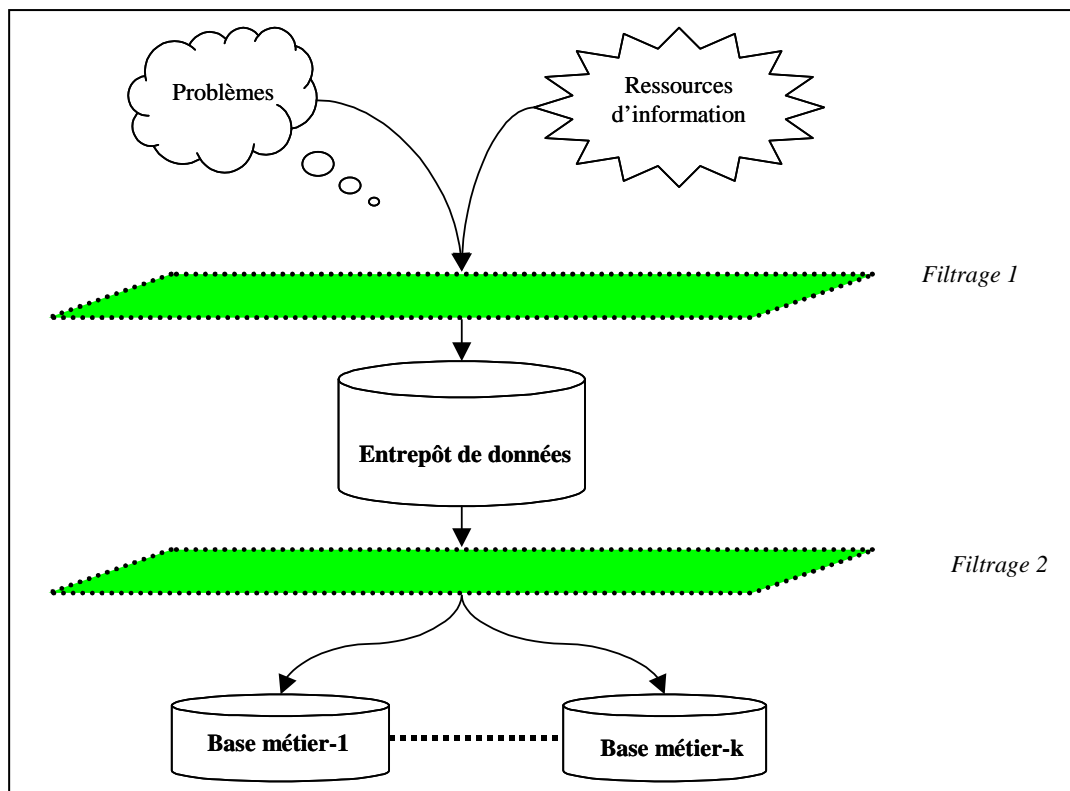 Problèmes
Ressources
d’information
Filtrage 1
Entrepôt de données
Filtrage 2
Base métier-1
Base métier-k